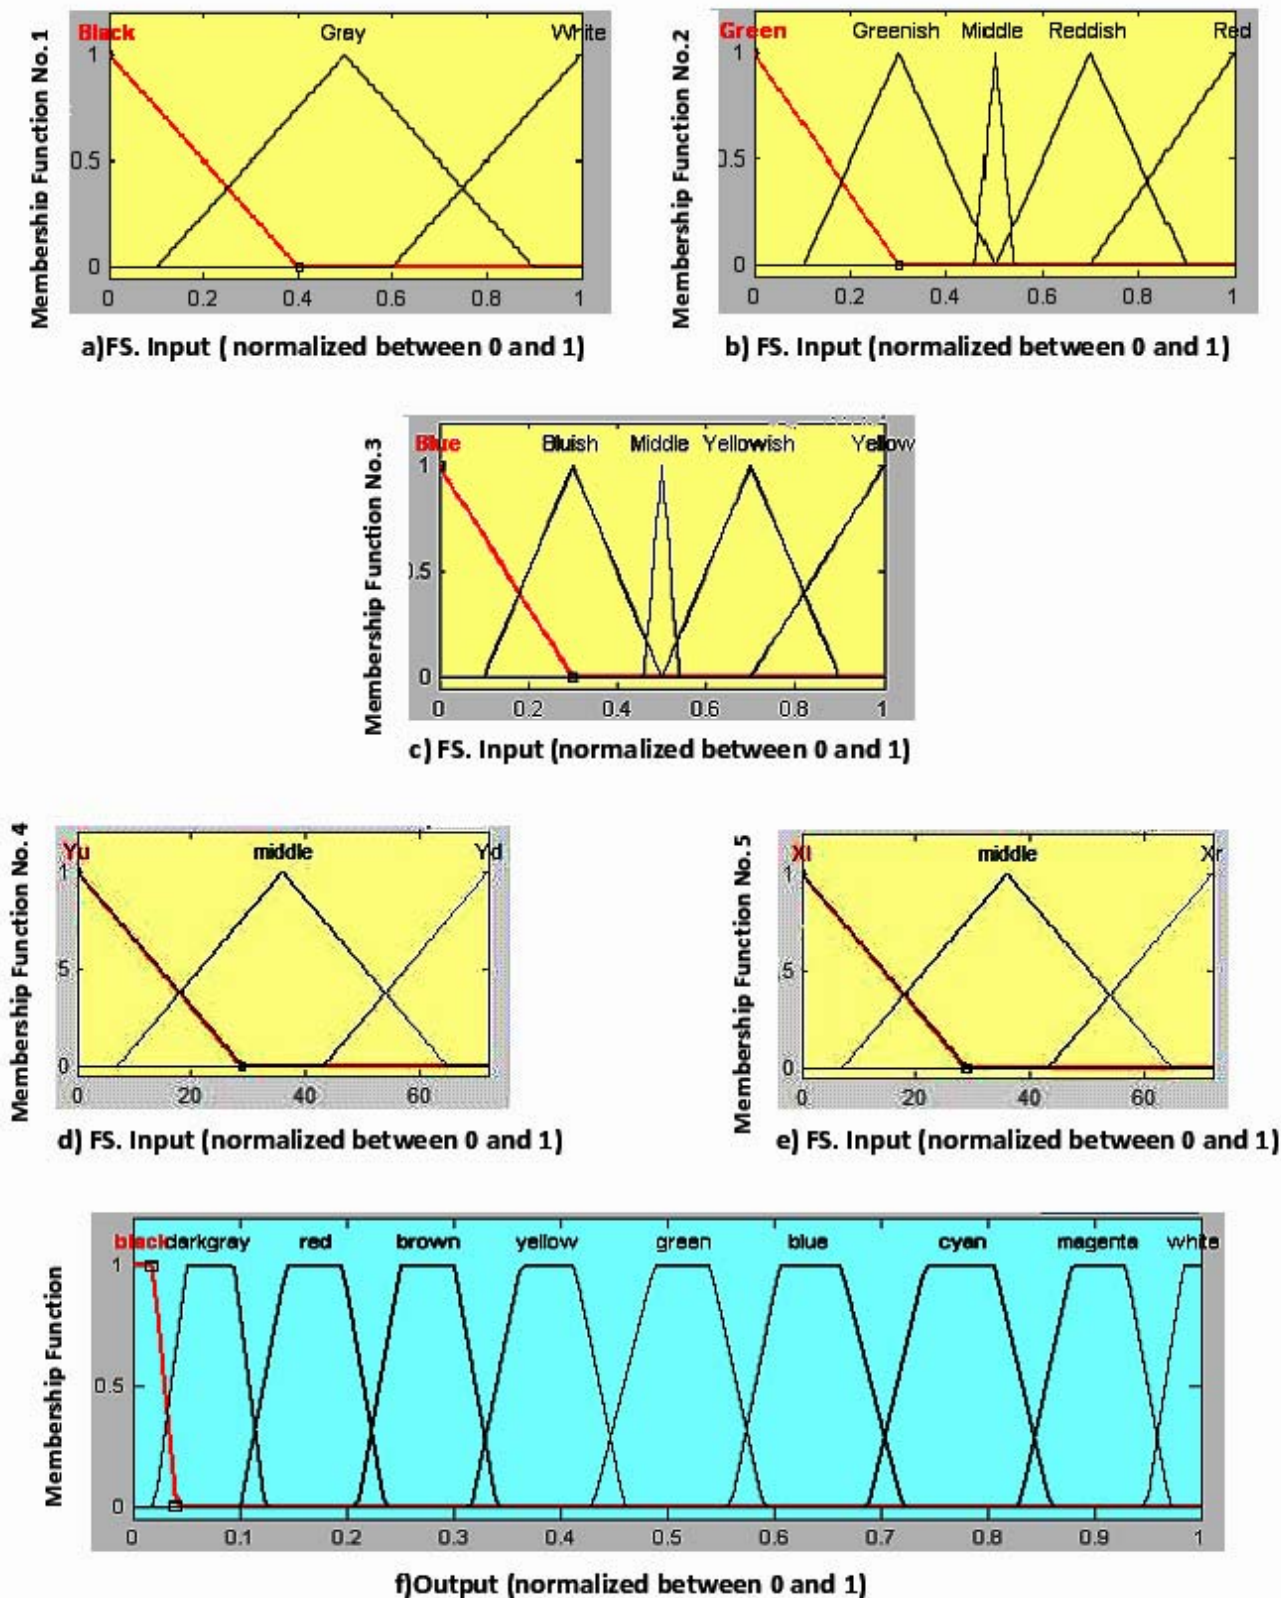 Membership Function No.1
Black Gray White
1
0.5
0
0 0.2 0.4 0.6 0.8 1
a)FS. Input ( normalized between 0 and 1)
Membership Function No.2
Green Greenish Middle Reddish Red
1
0.5
0
0 0.2 0.4 0.6 0.8 1
b) FS. Input (normalized between 0 and 1)
Membership Function No.3
Blue Bluish Middle Yellowish Yellow
1
0.5
0
0 0.2 0.4 0.6 0.8 1
c) FS. Input (normalized between 0 and 1)
Membership Function No. 4
Yu middle Yd
1
.5
0
0 20 40 60
d) FS. Input (normalized between 0 and 1)
Membership Function No. 5
Xl middle Xr
1
.5
0
0 20 40 60
e) FS. Input (normalized between 0 and 1)
Membership Function
black darkgray red brown yellow green blue cyan magenta white
1
0.5
0
0 0.1 0.2 0.3 0.4 0.5 0.6 0.7 0.8 0.9 1
f)Output (normalized between 0 and 1)